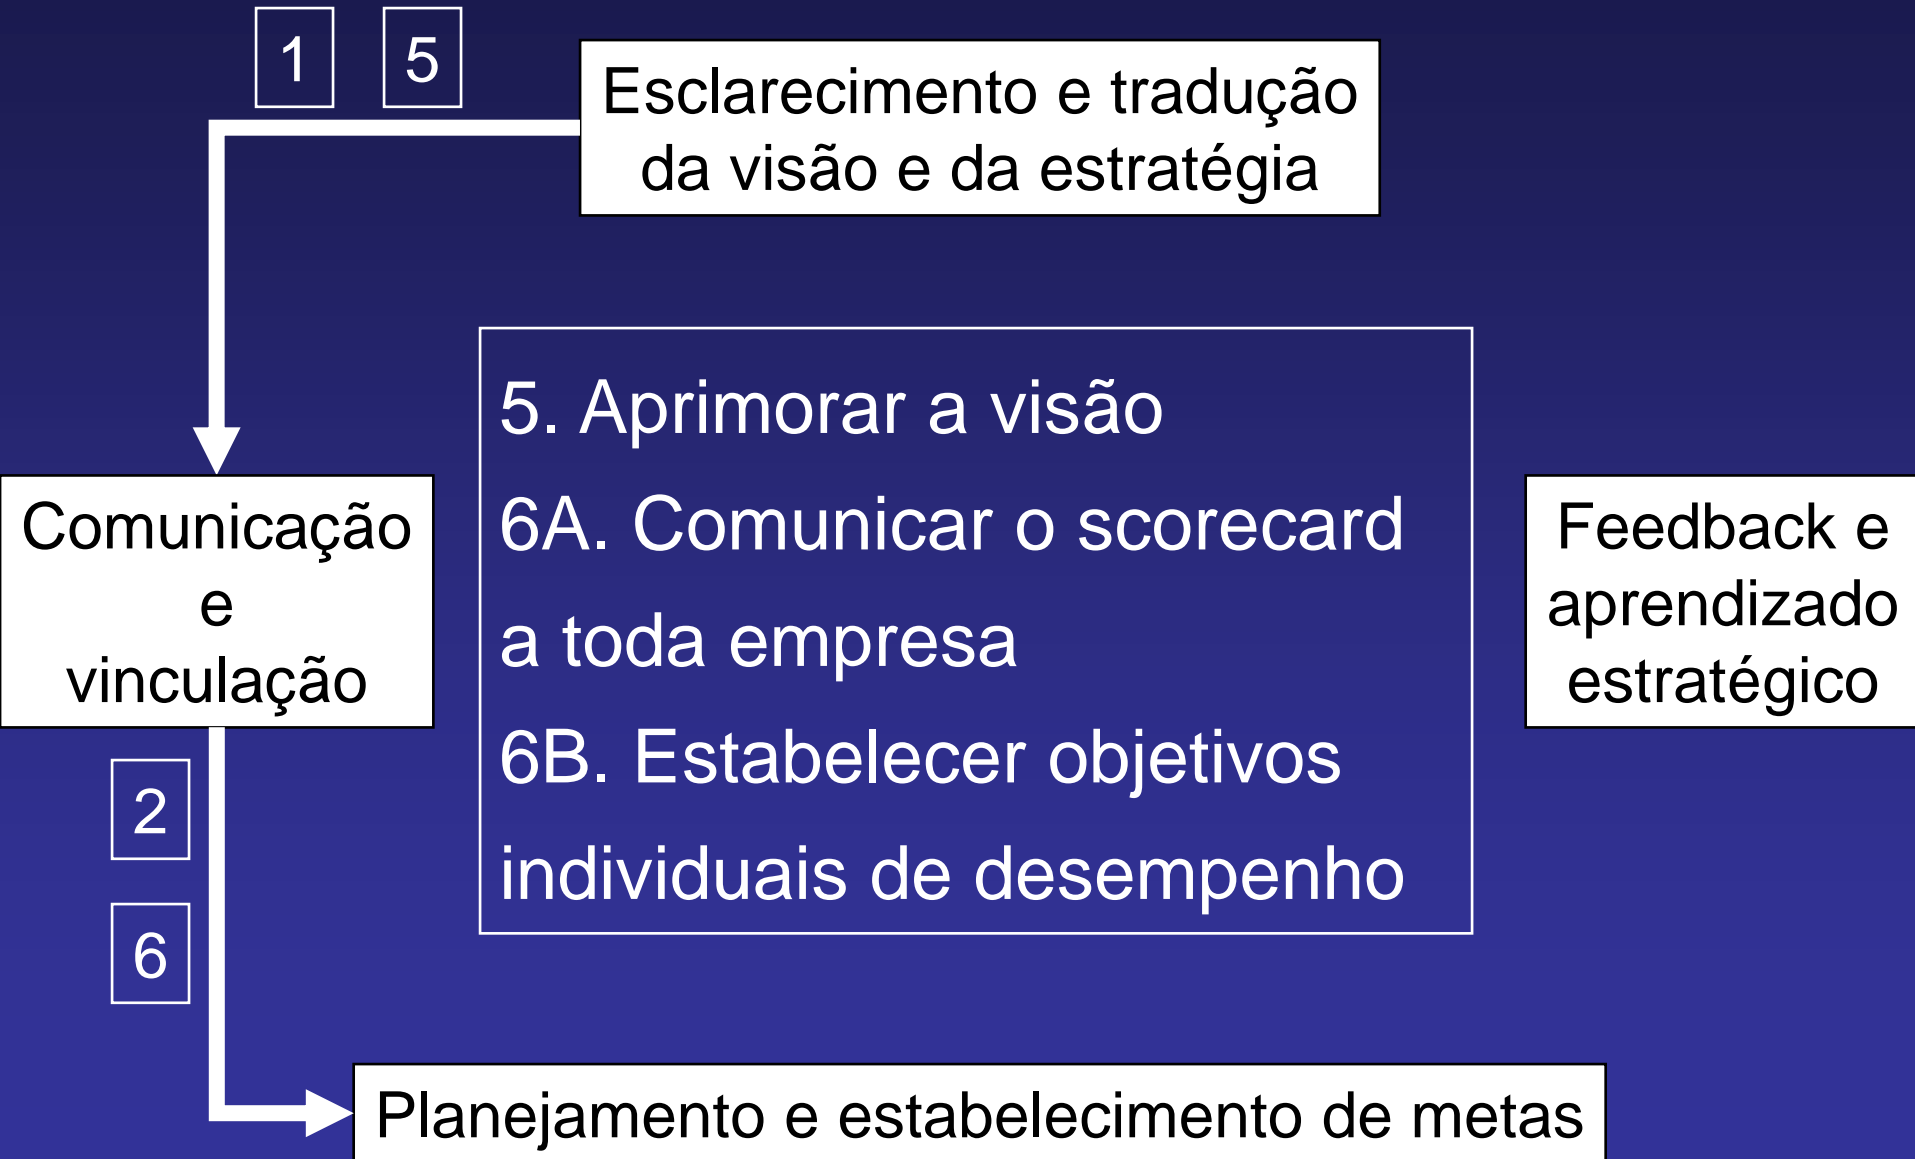 1 5
Esclarecimento e tradução
da visão e da estratégia
Comunicação
e
vinculação
5. Aprimorar a visão
6A. Comunicar o scorecard
a toda empresa
6B. Estabelecer objetivos
individuais de desempenho
Feedback e
aprendizado
estratégico
2
6
Planejamento e estabelecimento de metas